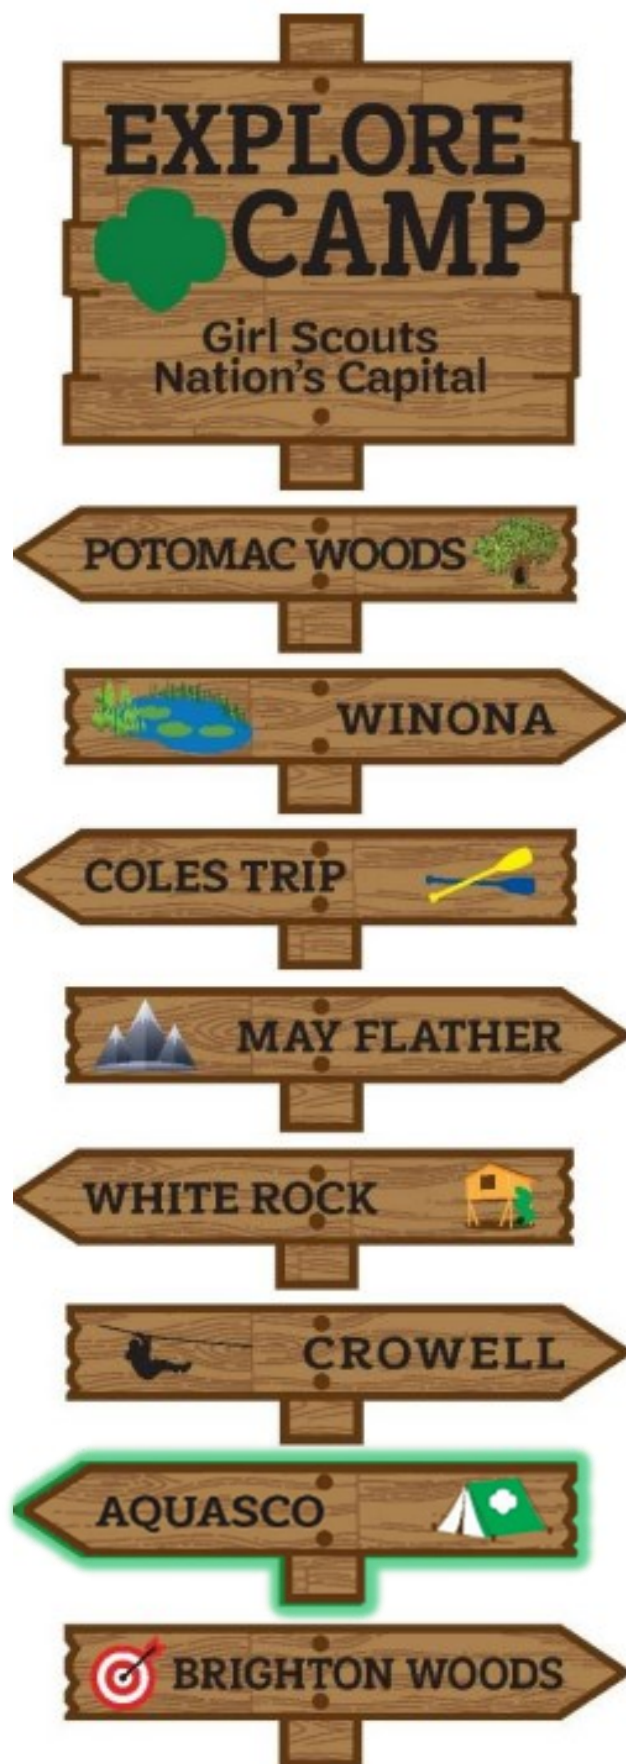 EXPLORE
CAMP
Girl Scouts
Nation's Capital
POTOMAC WOODS
WINONA
COLES TRIP
MAY FLATHER
WHITE ROCK
CROWELL
AQUASCO
BRIGHTON WOODS